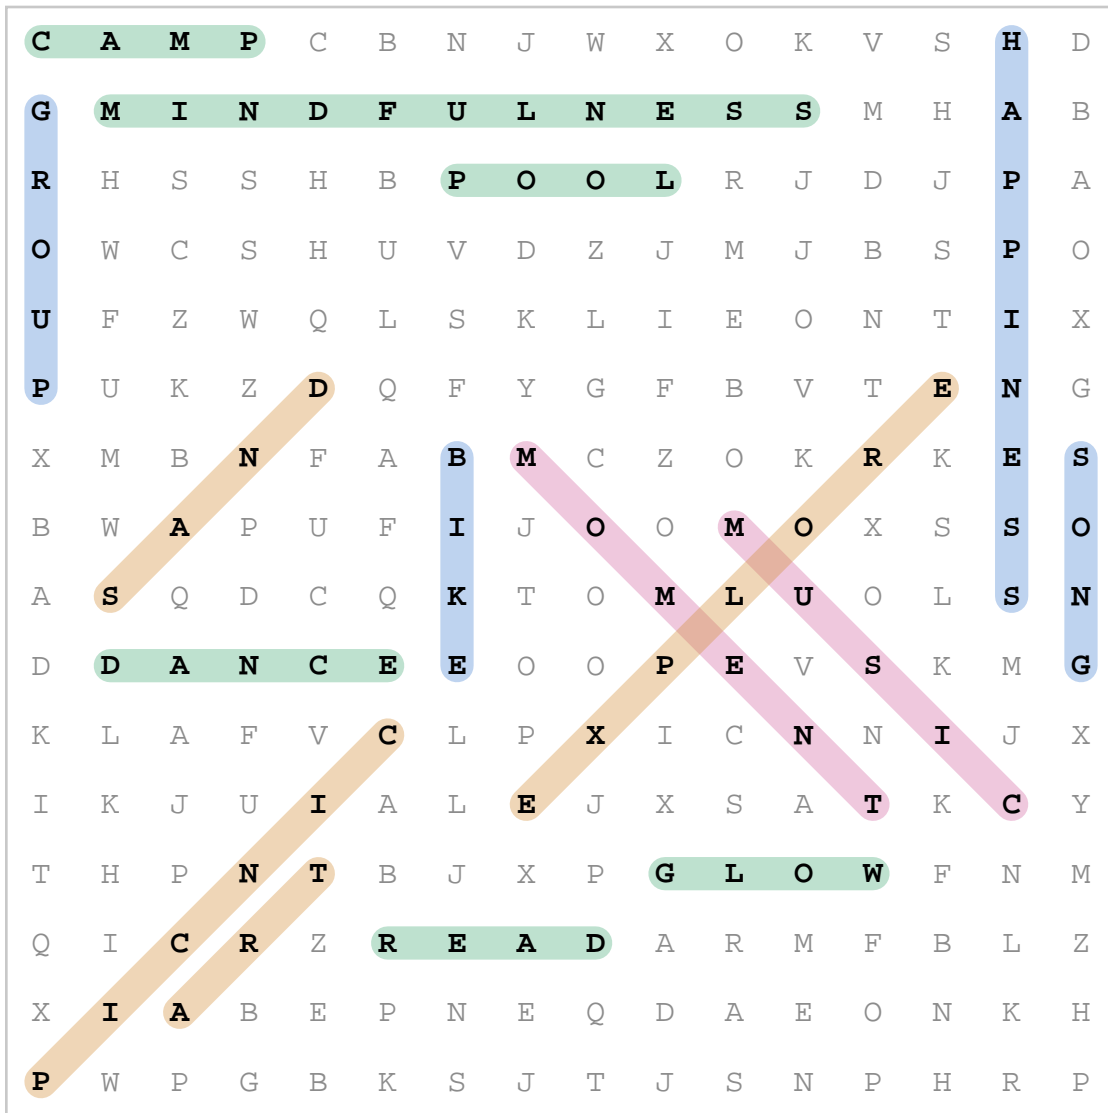 C A M P C B N J W X O K V S H D
G M I N D F U L N E S S M H A B
R H S S H B P O O L R J D J P A
O W C S H U V D Z J M J B S P O
U F Z W Q L S K L I E O N T I X
P U K Z D Q F Y G F B V T E N G
X M B N F A B M C Z O K R K E S
B W A P U F I J O O M O X S S O
A S Q D C Q K T O M L U O L S N
D D A N C E E O O P E V S K M G
K L A F V C L P X I C N N I J X
I K J U I A L E J X S A T K C Y
T H P N T B J X P G L O W F N M
Q I C R Z R E A D A R M F B L Z
X I A B E P N E Q D A E O N K H
P W P G B K S J T J S N P H R P